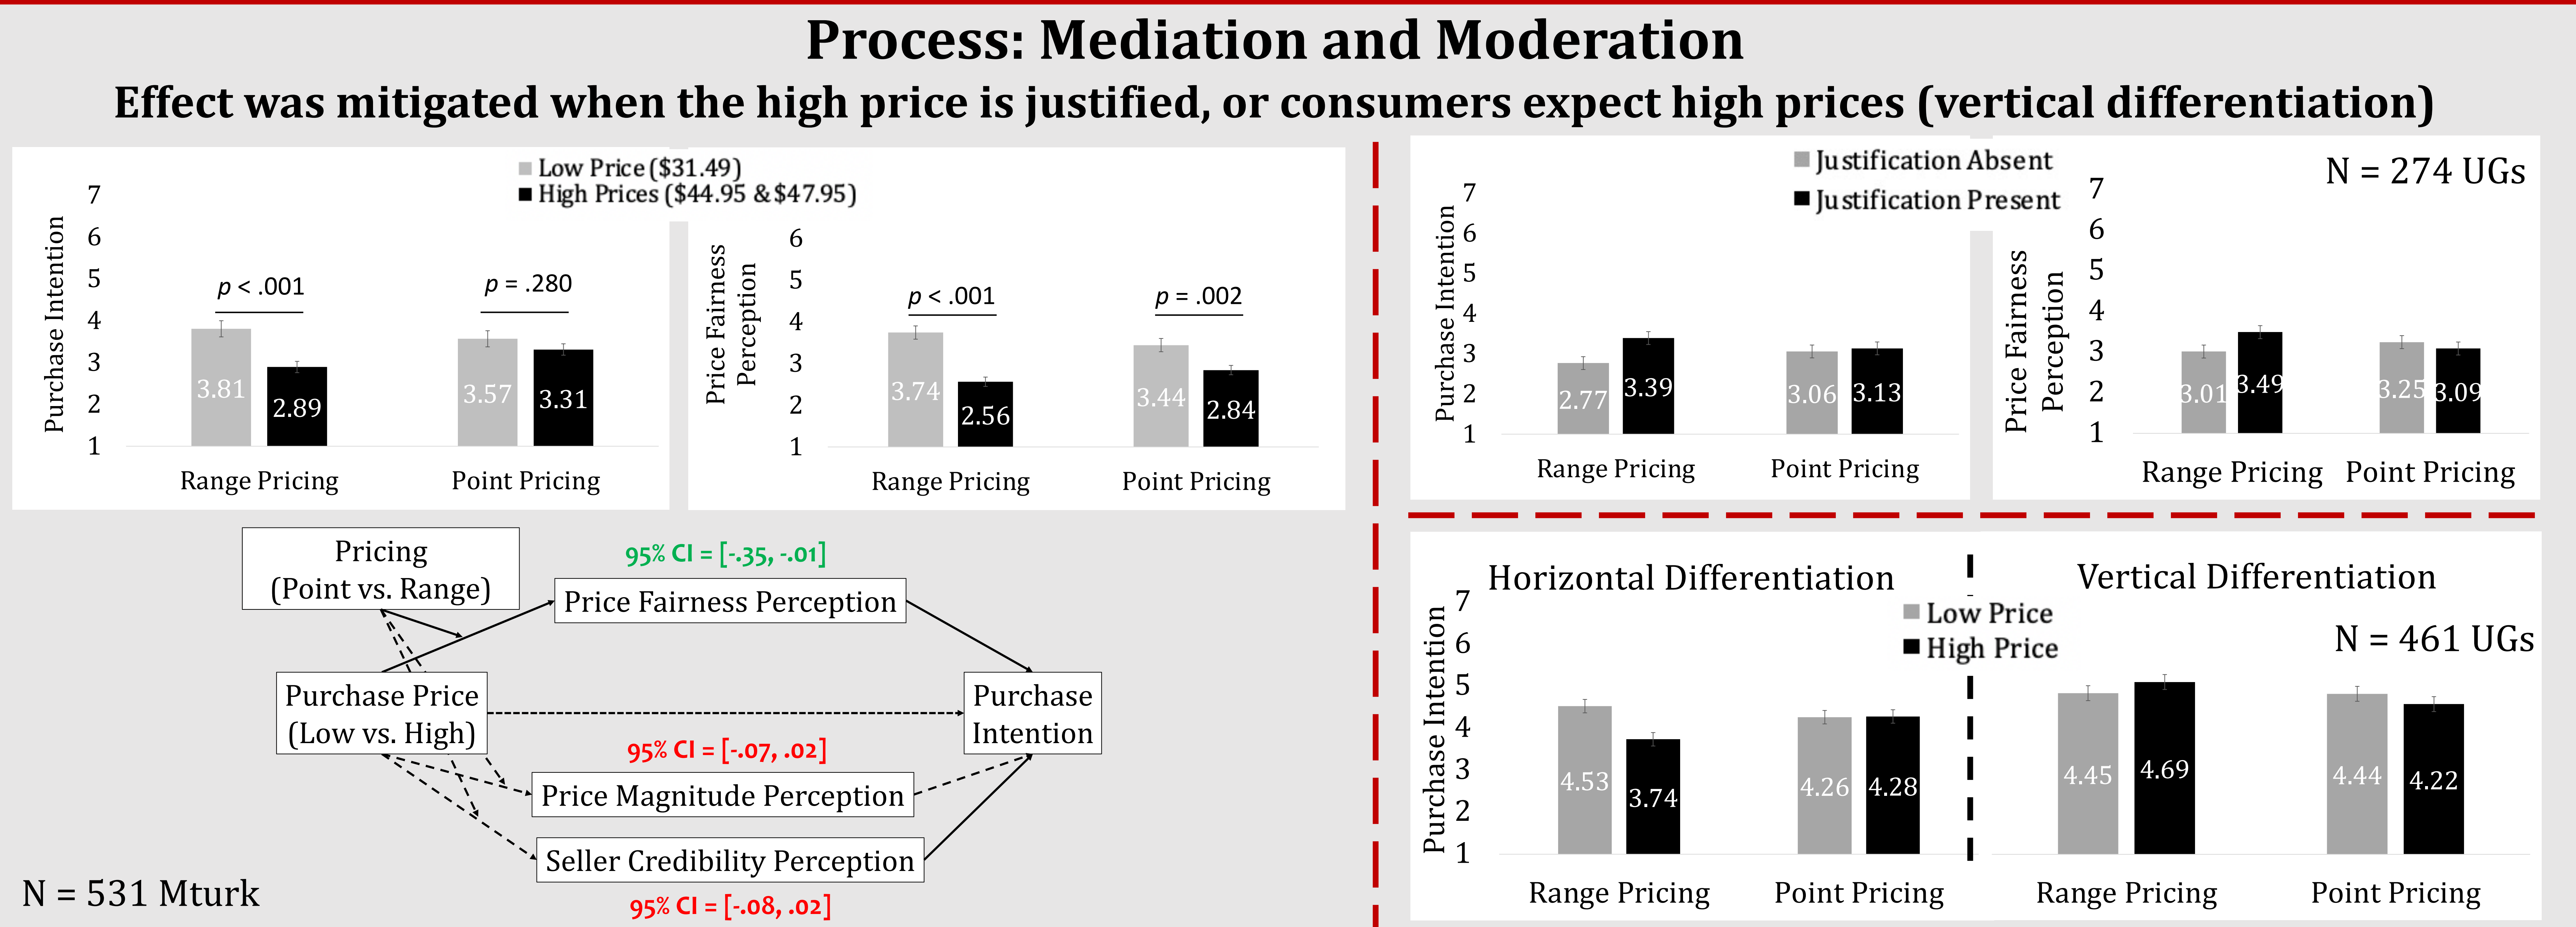 Process: Mediation and Moderation
Effect was mitigated when the high price is justified, or consumers expect high prices (vertical differentiation)
Low Price ($31.49)
High Prices ($44.95 &$47.95)
Purchase Intention
7
6
5
4
3
2
1
p < .001
p = .280
3.81
2.89
3.57
3.31
Range Pricing
Point Pricing
Price Fairness
Perception
6
5
4
3
2
1
p < .001
p = .002
3.74
2.56
3.44
2.84
Range Pricing
Point Pricing
Pricing
(Point vs. Range)
95% CI = [-.35, -.01]
Price Fairness Perception
Purchase Price
(Low vs. High)
Purchase
Intention
95% CI = [-.07, .02]
Price Magnitude Perception
Seller Credibility Perception
95% CI = [-.08, .02]
N = 531 Mturk
Justification Absent
Justification Present
N = 274 UGs
Purchase Intention
7
6
5
4
3
2
1
2.77
3.39
3.06
3.13
Range Pricing
Point Pricing
Price Fairness
Perception
7
6
5
4
3
2
1
3.01
3.49
3.25
3.09
Range Pricing
Point Pricing
Horizontal Differentiation
Vertical Differentiation
Low Price
High Price
N = 461 UGs
Purchase Intention
7
6
5
4
3
2
1
4.53
3.74
4.26
4.28
4.45
4.69
4.44
4.22
Range Pricing
Point Pricing
Range Pricing
Point Pricing